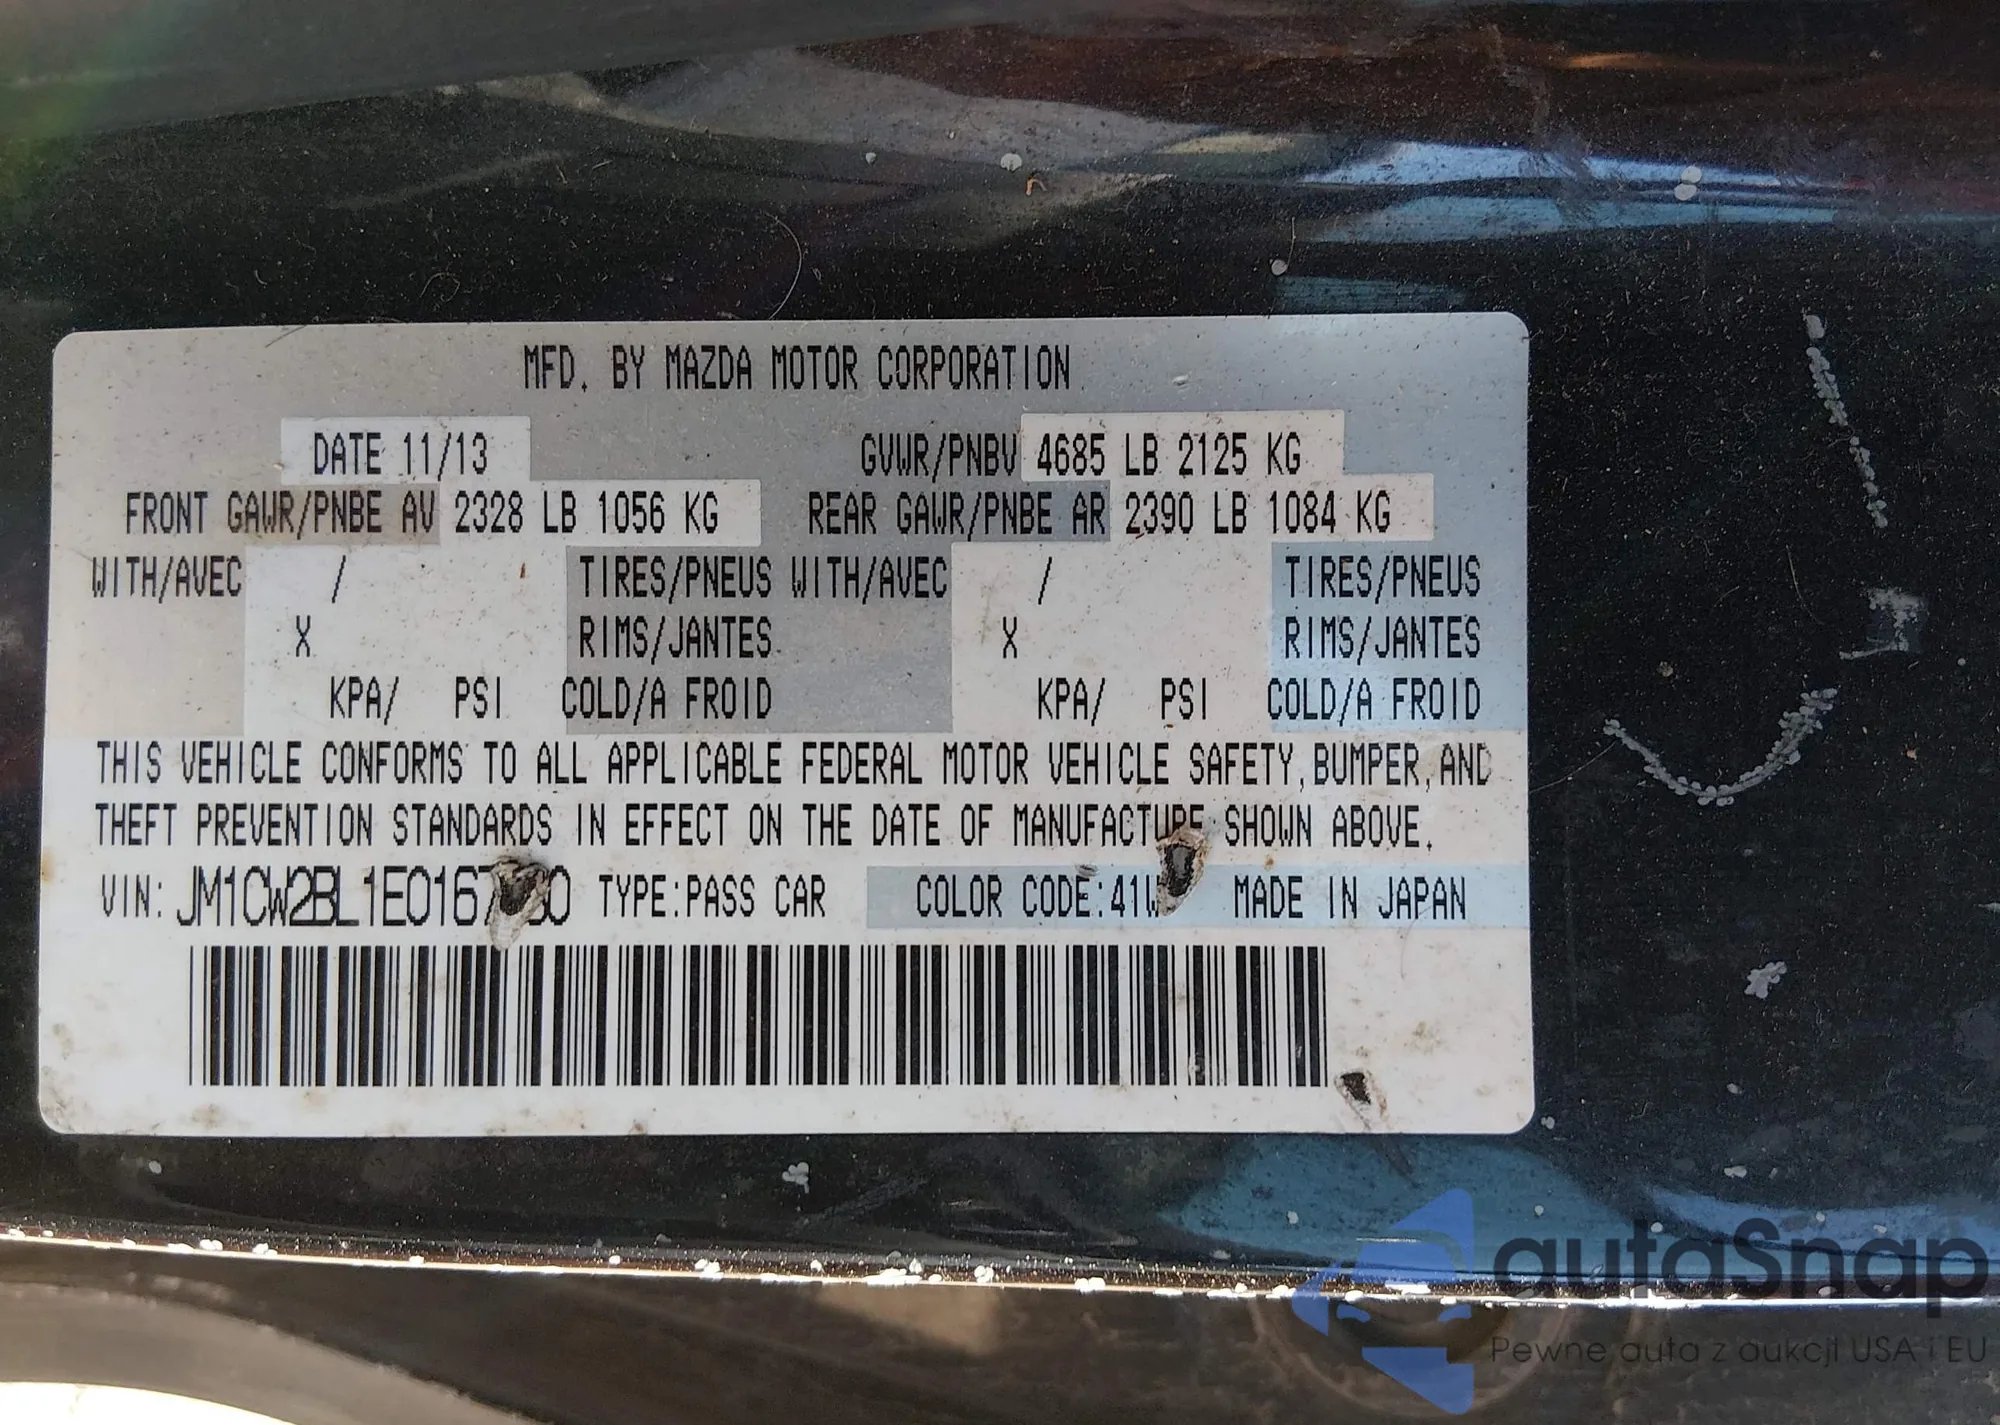 MFD. BY MAZDA MOTOR CORPORATION
DATE 11/13 GVWR/PNBV 4685 LB 2125 KG
FRONT GAWR/PNBE AV 2328 LB 1056 KG REAR GAWR/PNBE AR 2390 LB 1084 KG
WITH/AVEC / TIRES/PNEUS WITH/AVEC / TIRES/PNEUS
X RIMS/JANTES X RIMS/JANTES
KPA/ PSI COLD/A FROID KPA/ PSI COLD/A FROID
THIS VEHICLE CONFORMS TO ALL APPLICABLE FEDERAL MOTOR VEHICLE SAFETY, BUMPER, AND
THEFT PREVENTION STANDARDS IN EFFECT ON THE DATE OF MANUFACTURE SHOWN ABOVE.
VIN: TYPE:PASS CAR COLOR CODE: MADE IN JAPAN
autaSnap
Pewne auta z aukcji USA i EU